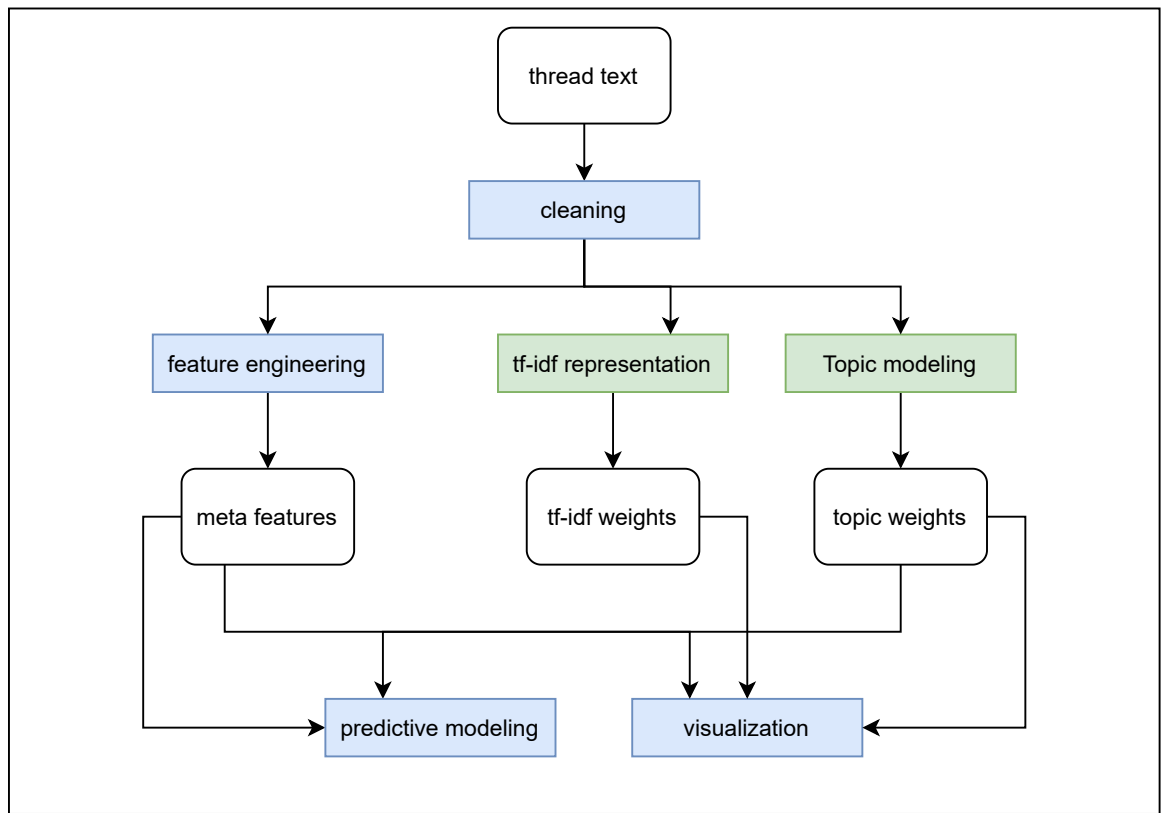 thread text
cleaning
feature engineering
tf-idf representation
Topic modeling
meta features
tf-idf weights
topic weights
predictive modeling
visualization